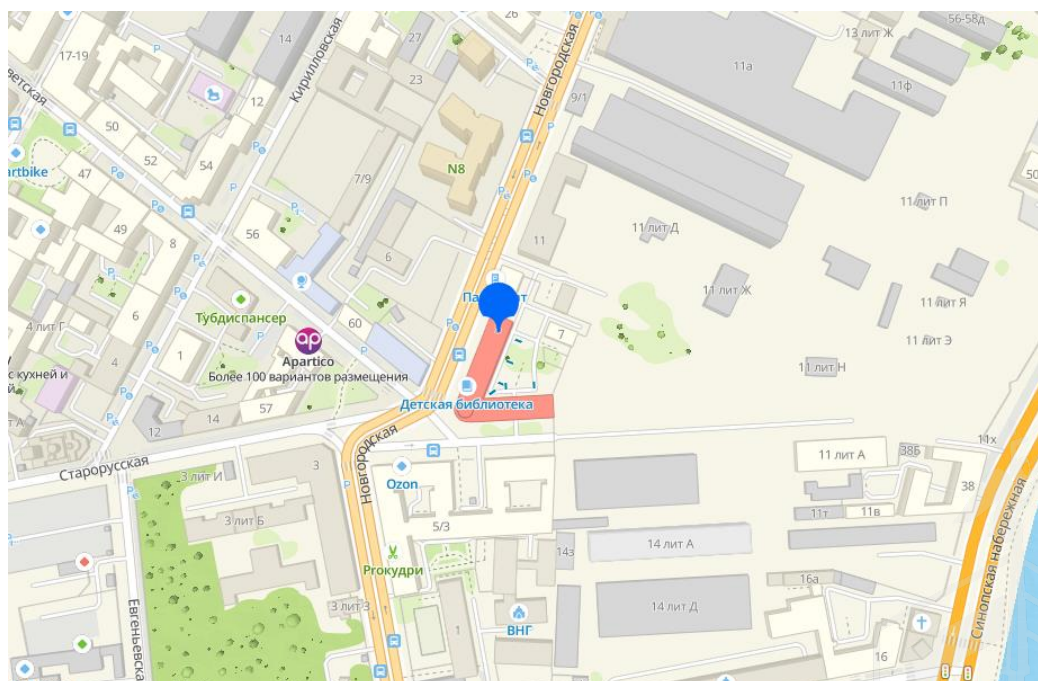 26
56-58д
17-19
14
27
Новгородская
11а
13 лит Ж
Кирилловская
23
11ф
12
9/1
50
52
54
N8
47
7/9
50
11 лит П
49
56
8
11
11 лит Д
6
11 лит Ж
11 лит Я
6
Тубдиспансер
60
7
4 лит Г
11 лит Э
1
Apartico
4
Более 100 вариантов размещения
11 лит Н
с кухней и
57
Детская библиотека
14
12
Новгородская
11х
Старорусская
3
38Б
11 лит А
3 лит И
Ozon
38
11т
11в
3 лит Б
5/3
14 лит А
14з
Синопская набережная
Prокудри
16а
Евгеньевска
3 лит З
14 лит Д
ВНГ
1
16